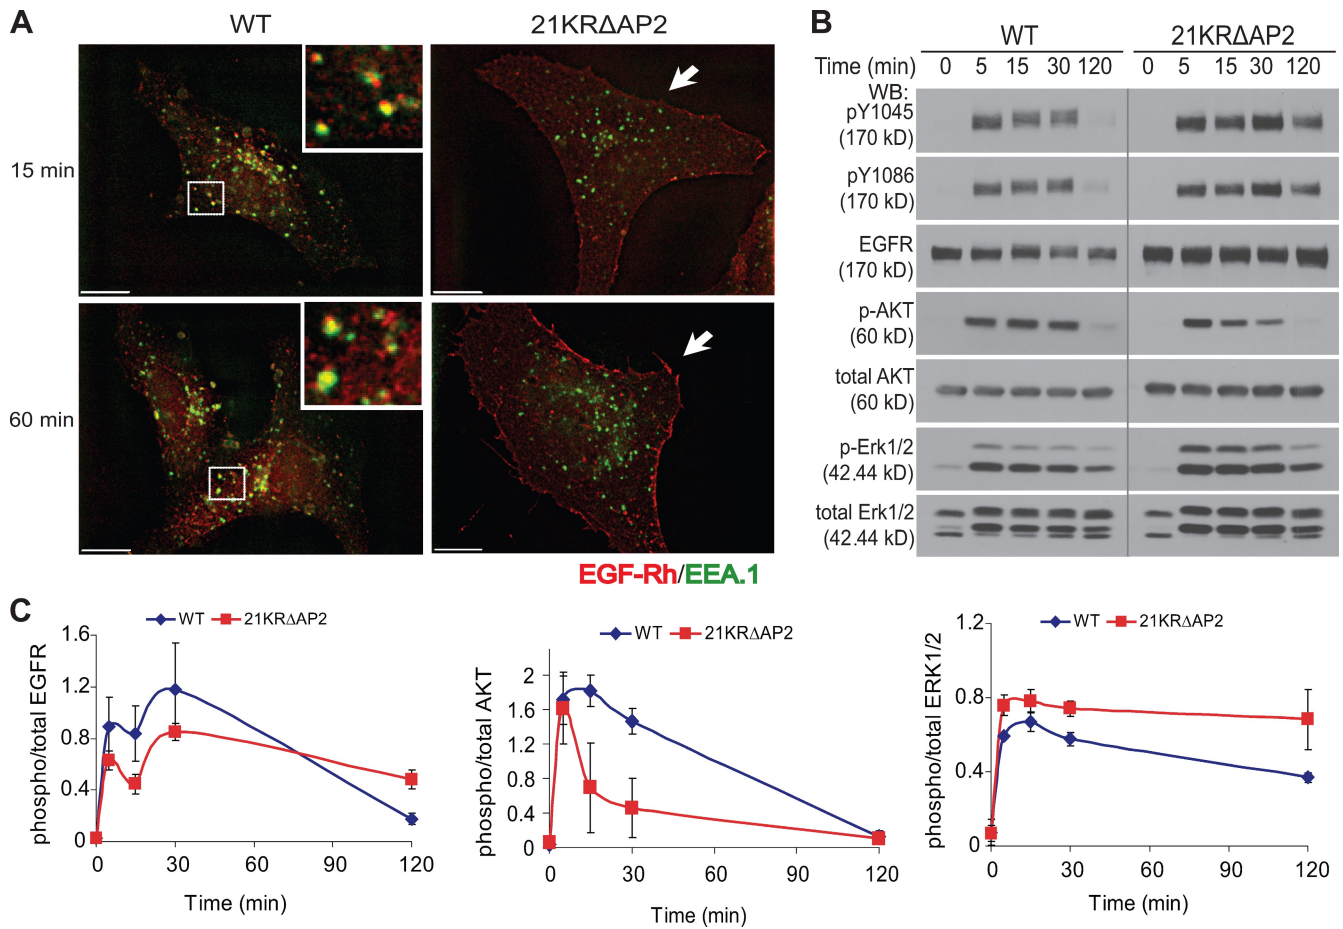 A
WT
21KRΔAP2
15 min
60 min
EGF-Rh/EEA.1
B
WT
21KRΔAP2
Time (min) 0 5 15 30 120 0 5 15 30 120
WB:
pY1045
(170 kD)
pY1086
(170 kD)
EGFR
(170 kD)
p-AKT
(60 kD)
total AKT
(60 kD)
p-Erk1/2
(42.44 kD)
total Erk1/2
(42.44 kD)
C
WT 21KRΔAP2
phospho/total EGFR
1.6
1.2
0.8
0.4
0
0 30 60 90 120
Time (min)
WT 21KRΔAP2
phospho/total AKT
2
1.6
1.2
0.8
0.4
0
0 30 60 90 120
Time (min)
WT 21KRΔAP2
phospho/total ERK1/2
1.2
0.8
0.4
0
0 30 60 90 120
Time (min)